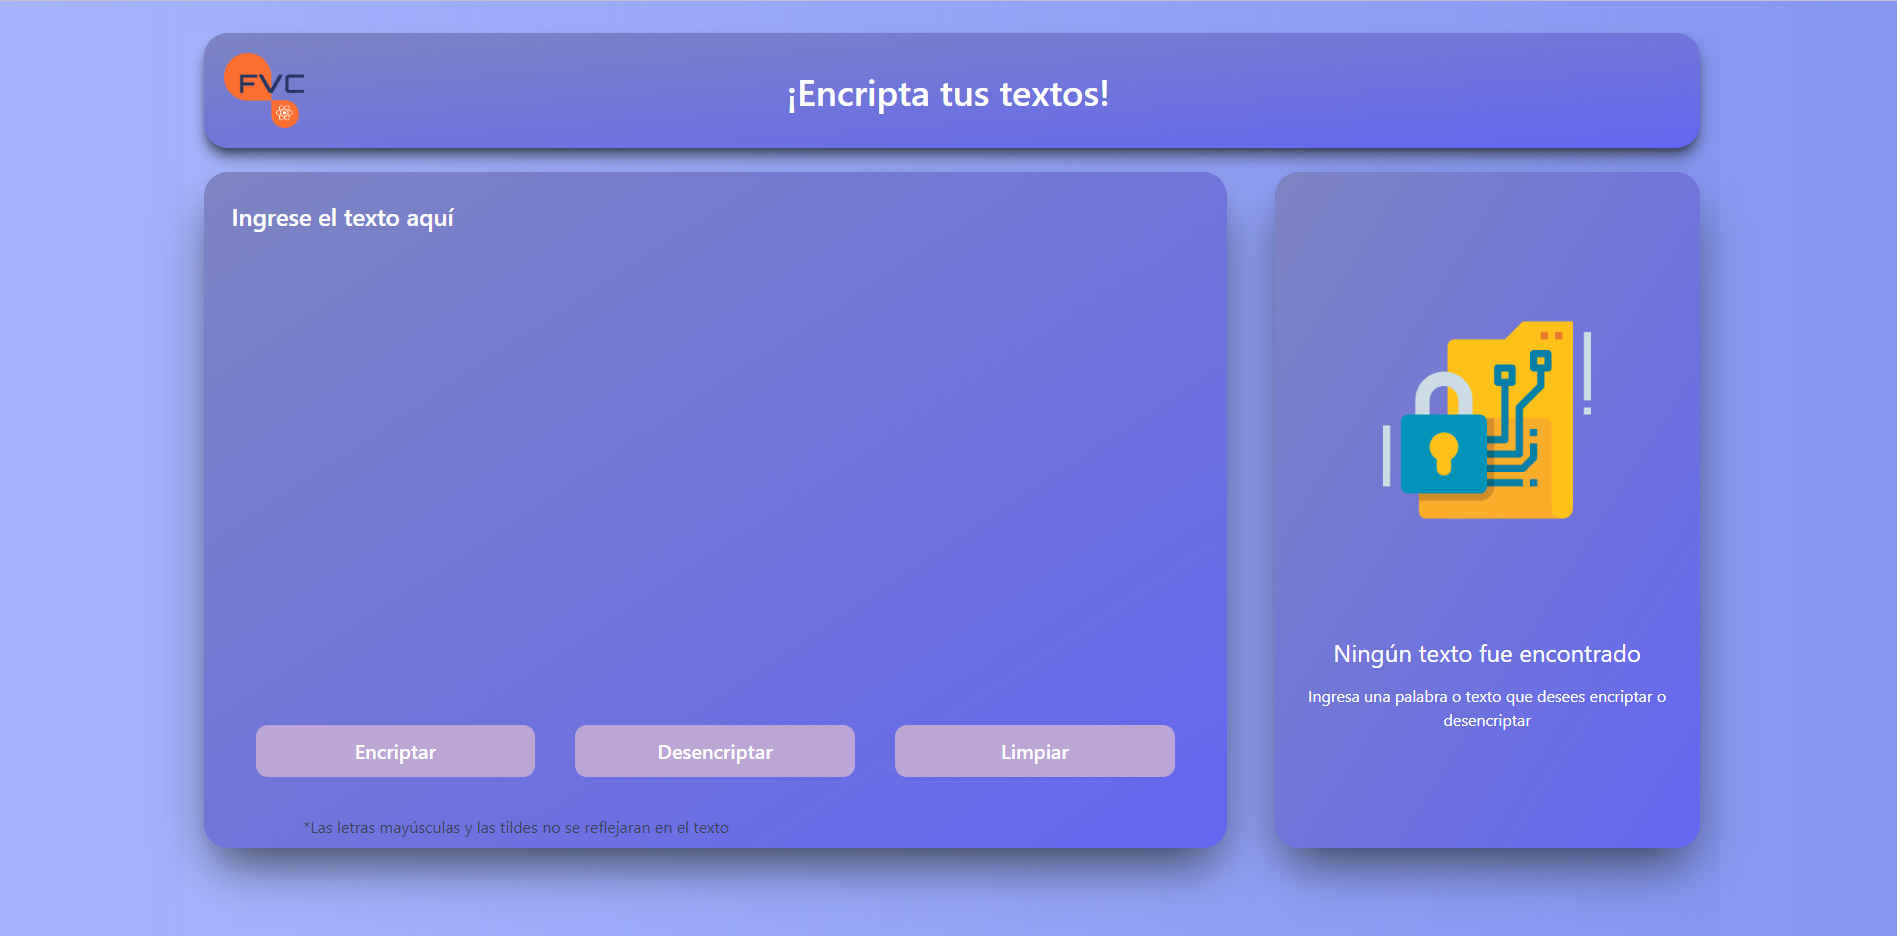 FVC
¡Encripta tus textos!
Ingrese el texto aquí
Ningún texto fue encontrado
Ingresa una palabra o texto que desees encriptar o
desencriptar
Encriptar
Desencriptar
Limpiar
*Las letras mayúsculas y las tildes no se reflejaran en el texto